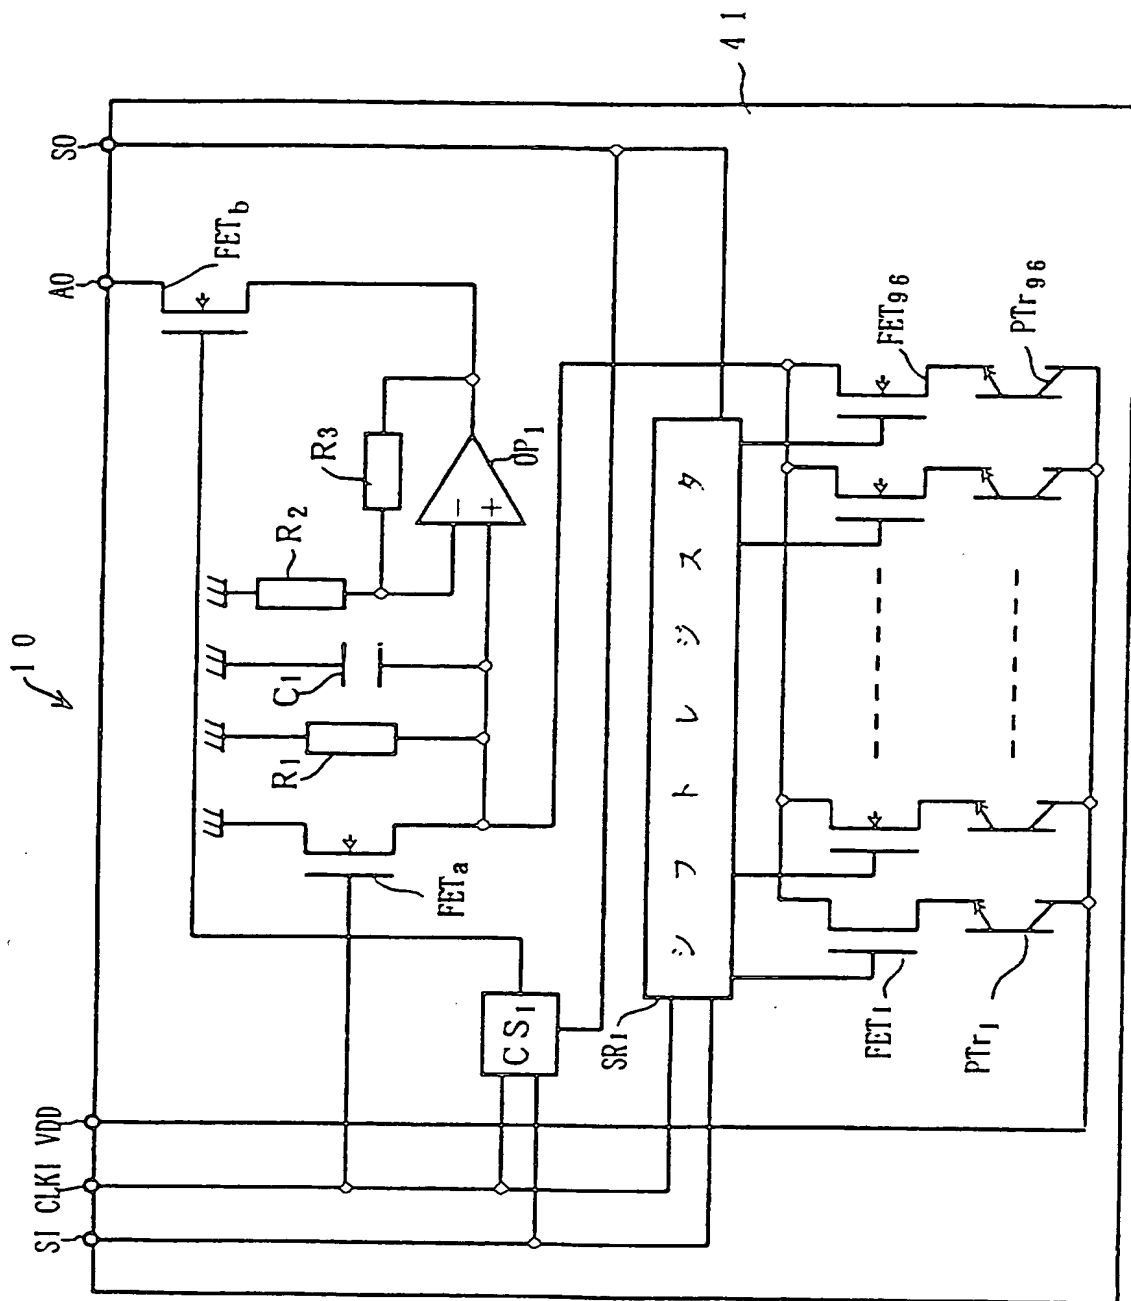 10
41
SI
CLKI
VDD
AO
SO
FETb
R3
R2
C1
R1
OP1
FETa
CS1
シフトレジスタ
SR1
FET96
PTr96
FET1
PTr1